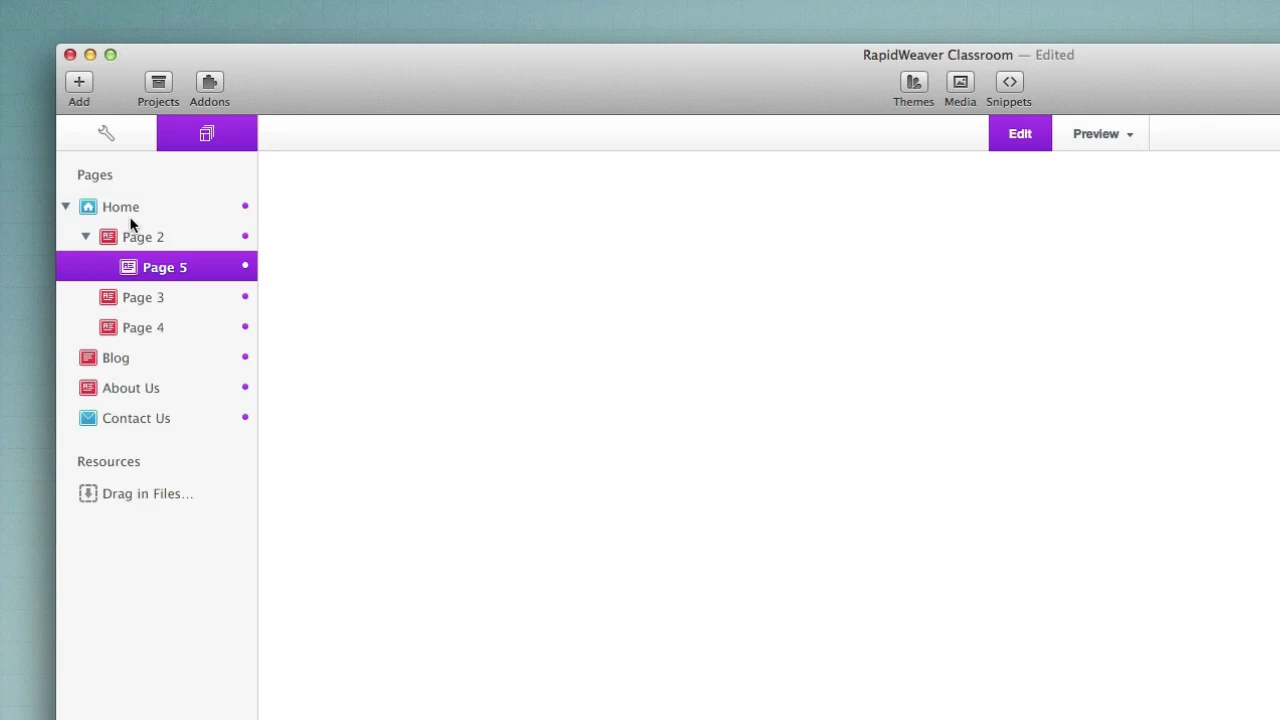 RapidWeaver Classroom — Edited
Add Projects Addons Themes Media Snippets
Edit Preview
Pages
Home
Page 2
Page 5
Page 3
Page 4
Blog
About Us
Contact Us
Resources
Drag in Files...